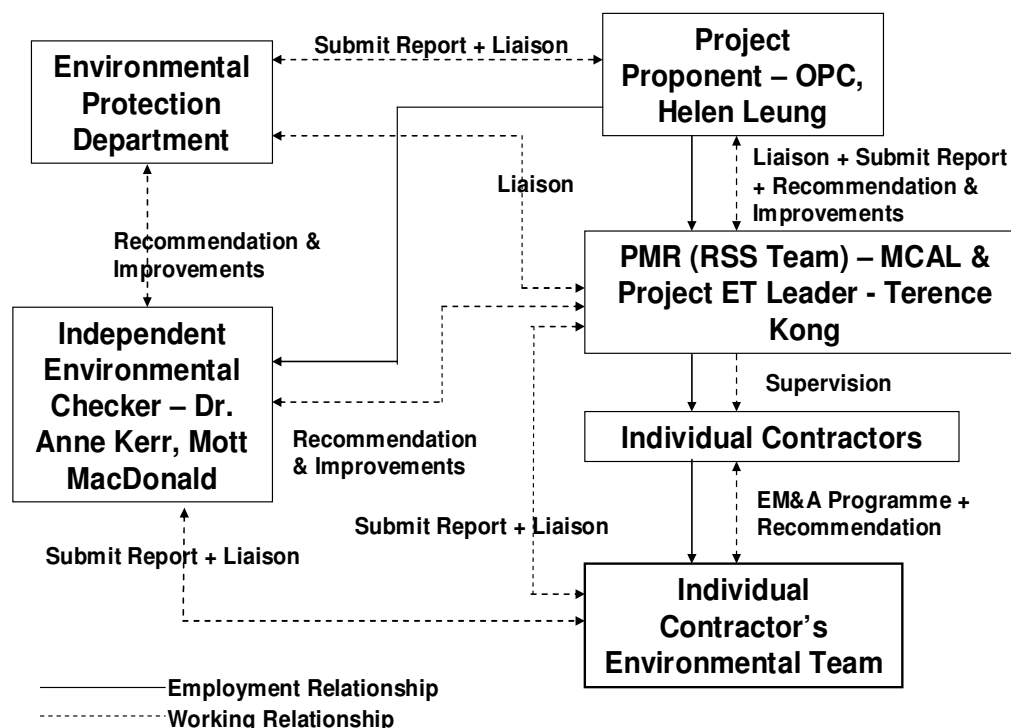 Submit Report + Liaison
Environmental
Protection
Department
Project
Proponent – OPC,
Helen Leung
Liaison
Liaison + Submit Report
+ Recommendation &
Improvements
Recommendation &
Improvements
PMR (RSS Team) – MCAL &
Project ET Leader - Terence
Kong
Independent
Environmental
Checker – Dr.
Anne Kerr, Mott
MacDonald
Supervision
Recommendation
& Improvements
Individual Contractors
EM&A Programme +
Recommendation
Submit Report + Liaison
Submit Report + Liaison
Individual
Contractor’s
Environmental Team
Employment Relationship
Working Relationship